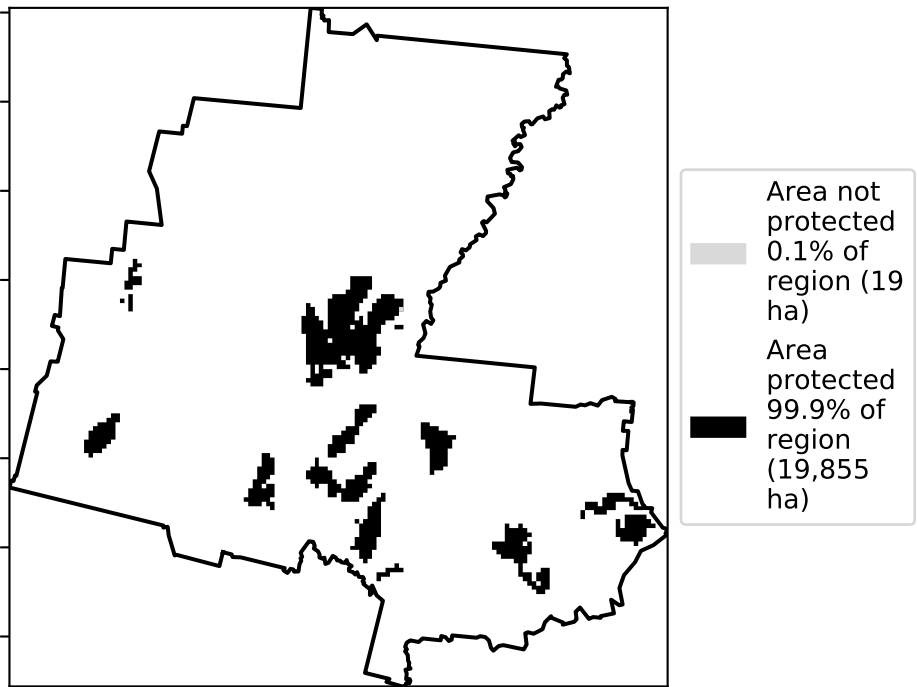 Area not
protected
0.1% of
region (19
ha)
Area
protected
99.9% of
region
(19,855
ha)